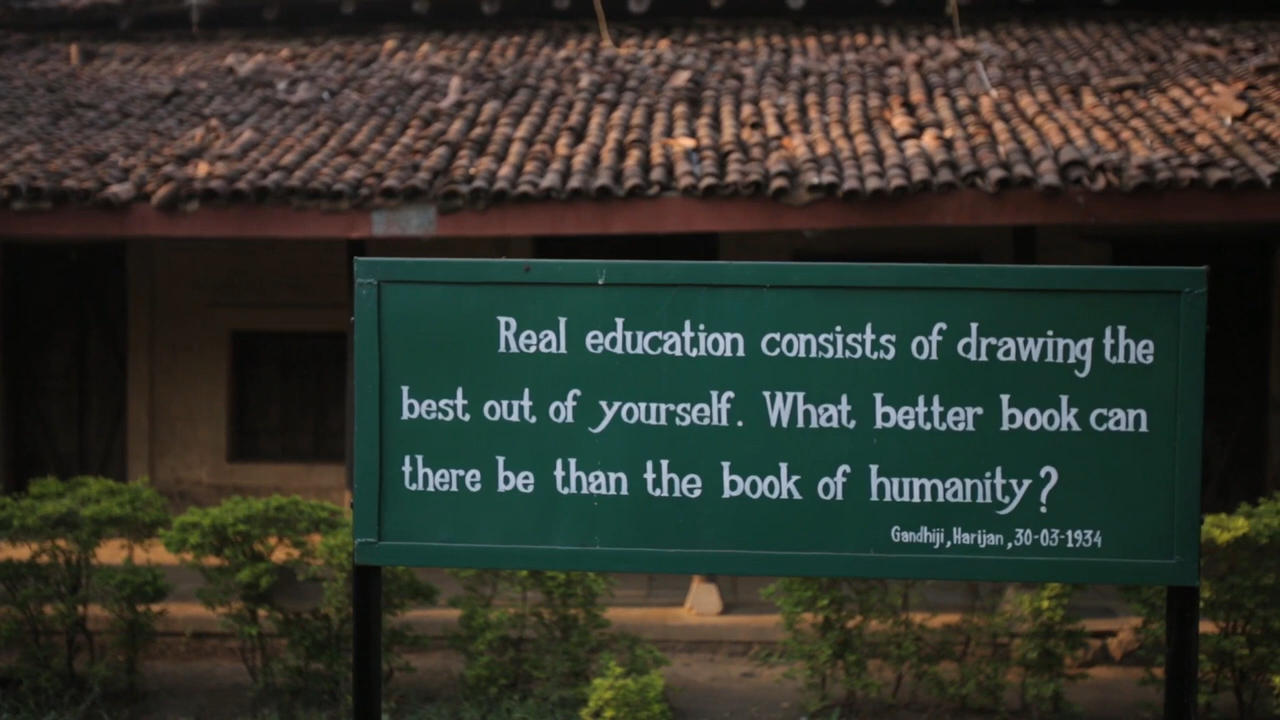 Real education consists of drawing the
best out of yourself. What better book can
there be than the book of humanity?
Gandhiji, Harijan, 30-03-1934